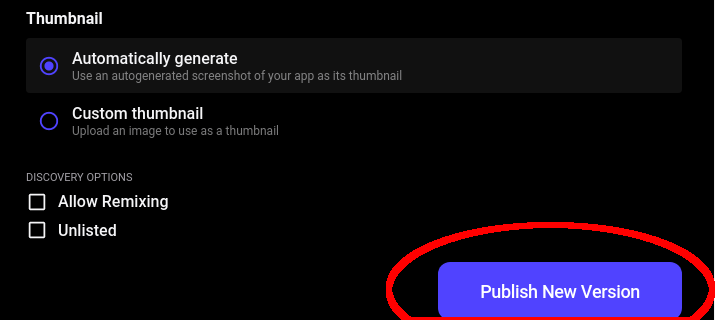 Thumbnail
Automatically generate
Use an autogenerated screenshot of your app as its thumbnail
Custom thumbnail
Upload an image to use as a thumbnail
DISCOVERY OPTIONS
Allow Remixing
Unlisted
Publish New Version